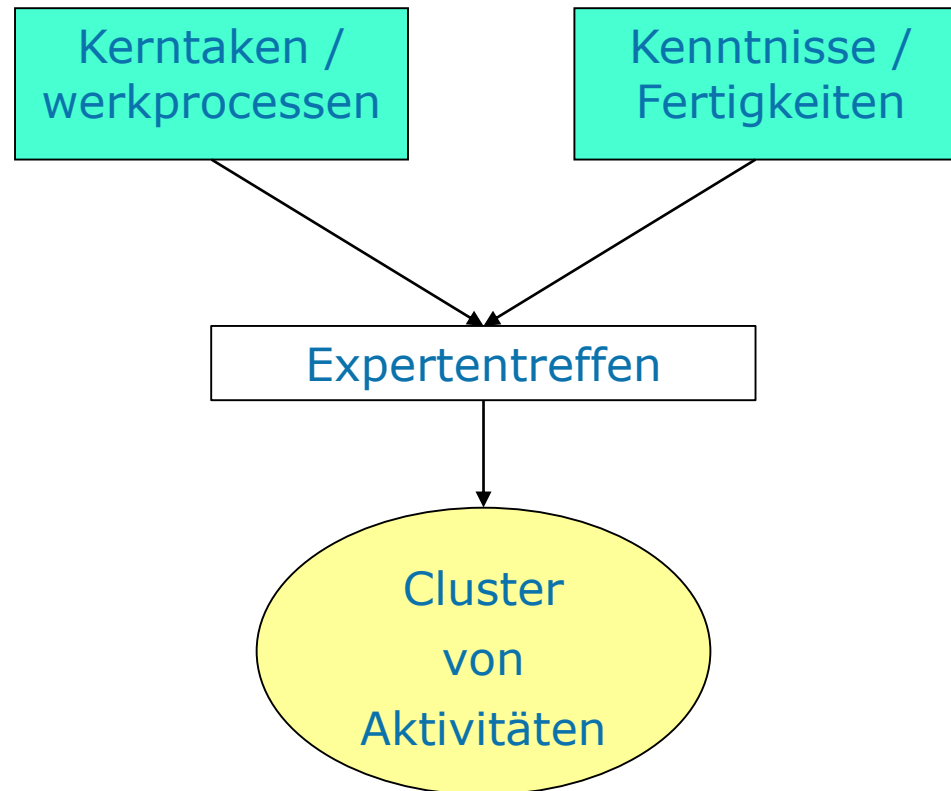 Kerntaken /
werkprocessen
Kenntnisse /
Fertigkeiten
Expertentreffen
Cluster
von
Aktivitäten